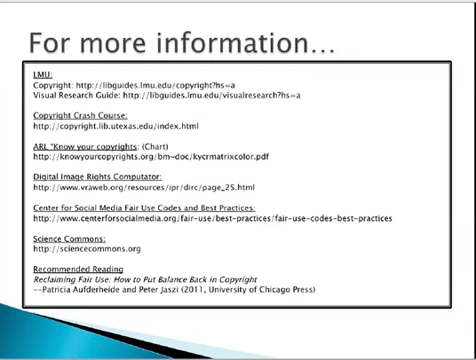 For more information...
LMU:
Copyright: http://libguides.lmu.edu/copyright?hs=a
Visual Research Guide: http://libguides.lmu.edu/visualresearch?hs=a
Copyright Crash Course:
http://copyright.lib.utexas.edu/index.html
ARL "Know your copyrights: (Chart)
http://knowyourcopyrights.org/bm~doc/kycrmatrixcolor.pdf
Digital Image Rights Computator:
http://www.vraweb.org/resources/ipr/dirc/page_25.html
Center for Social Media Fair Use Codes and Best Practices:
http://www.centerforsocialmedia.org/fair-use/best-practices/fair-use-codes-best-practices
Science Commons:
http://sciencecommons.org
Recommended Reading
Reclaiming Fair Use: How to Put Balance Back in Copyright
--Patricia Aufderheide and Peter Jaszi (2011, University of Chicago Press)